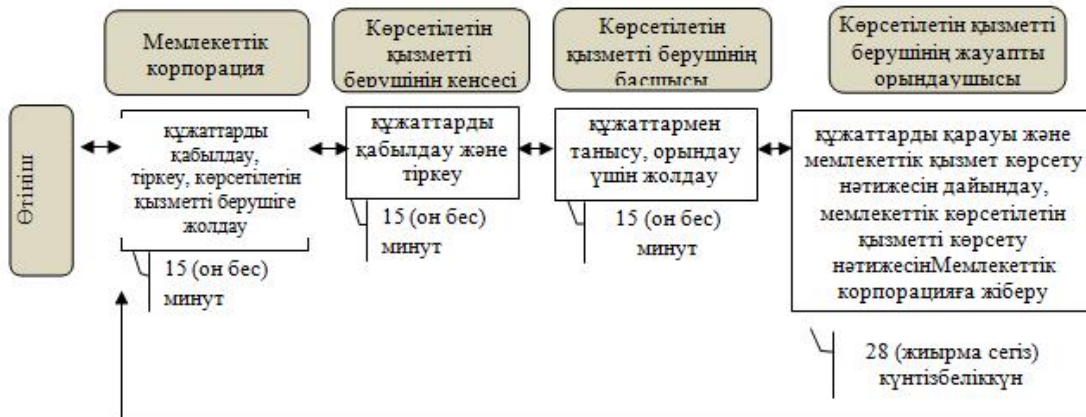 Өтініш
Мемлекеттік
корпорация
Көрсетілетін
қызметті
берушінің кеңсесі
Көрсетілетін
қызметті берушінің
басшысы
Көрсетілетін қызметті
берушінің жауапты
орындаушысы
құжаттарды
қабылдау,
тіркеу, көрсетілетін
қызметті берушіге
жолдау
құжаттарды
қабылдау және
тіркеу
құжаттармен
танысу, орындау
үшін жолдау
құжаттарды қарауы және
мемлекеттік қызмет көрсету
нәтижесін дайындау,
мемлекеттік көрсетілетін
қызметті көрсету
нәтижесінМемлекеттік
корпорацияға жіберу
15 (он бес)
минут
15 (он бес)
минут
15 (он бес)
минут
28 (жиырма сегіз)
күнтізбеліккүн